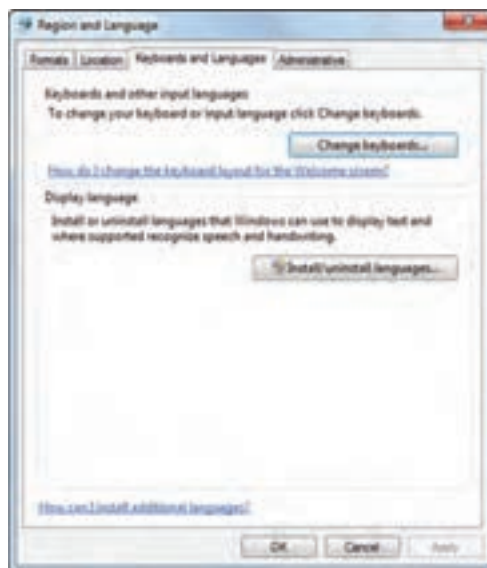 Region and Language
Formats Location Keyboards and Languages Administrative
Keyboards and other input languages
To change your keyboard or input language click Change keyboards.
Change keyboards...
How do I change the keyboard layout for the Welcome screen?
Display language
Install or uninstall languages that Windows can use to display text and
where supported recognize speech and handwriting.
Install/uninstall languages...
How can I install additional languages?
OK Cancel Apply